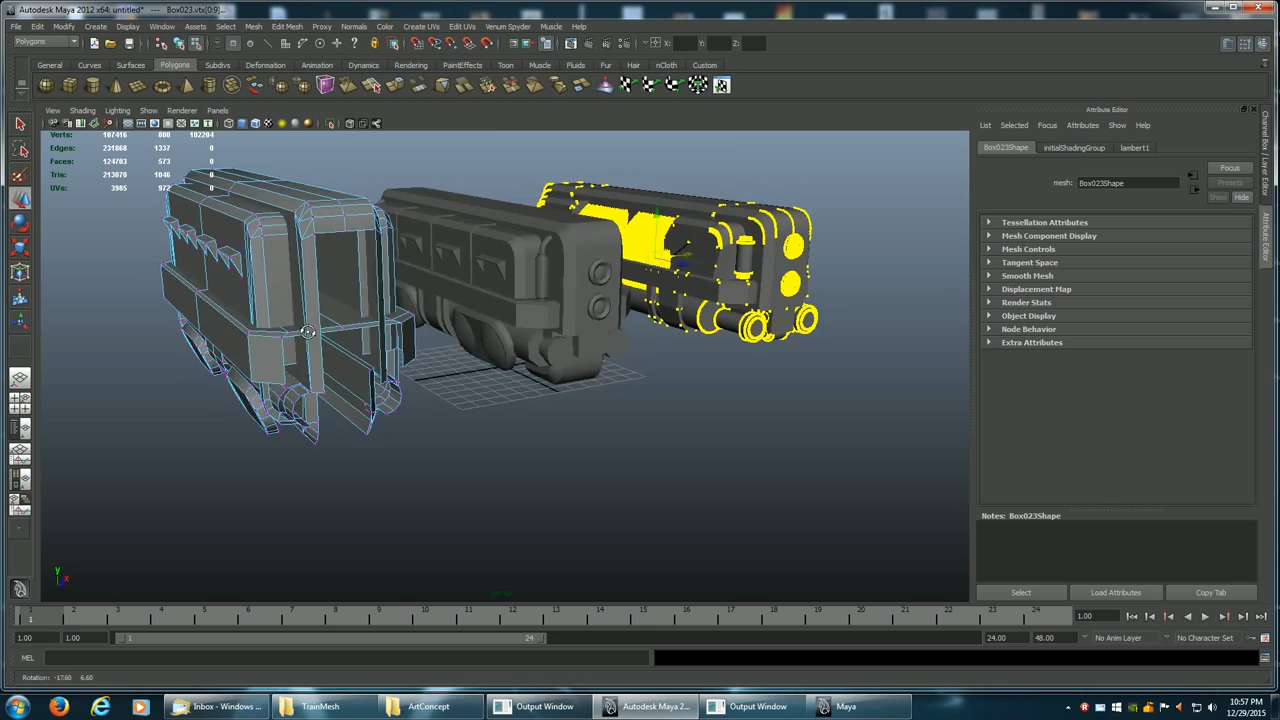 Autodesk Maya 2012 x64: untitled* --- Box023.vtx[0:9]...
File Edit Modify Create Display Window Assets Select Mesh Edit Mesh Proxy Normals Color Create UVs Edit UVs Venum Spyder Muscle Help
Polygons X: Y: Z:
General Curves Surfaces Polygons Subdivs Deformation Animation Dynamics Rendering PaintEffects Toon Muscle Fluids Fur Hair nCloth Custom
View Shading Lighting Show Renderer Panels
Verts: 107416 800 102204
Edges: 231868 1337 0
Faces: 124703 573 0
Tris: 213070 1046 0
UVs: 3985 972 0
Attribute Editor
List Selected Focus Attributes Show Help
Box023Shape initialShadingGroup lambert1
Focus
mesh: Box023Shape
Presets
Show Hide
Tessellation Attributes
Mesh Component Display
Mesh Controls
Tangent Space
Smooth Mesh
Displacement Map
Render Stats
Object Display
Node Behavior
Extra Attributes
Notes: Box023Shape
Select Load Attributes Copy Tab
Channel Box / Layer Editor
Attribute Editor
y
x
persp
1 2 3 4 5 6 7 8 9 10 11 12 13 14 15 16 17 18 19 20 21 22 23 24
1
1.00
1.00 1.00 1 24 24.00 48.00 No Anim Layer No Character Set
MEL
Rotation: -17.60 6.60
Inbox - Windows ... TrainMesh ArtConcept Output Window Autodesk Maya 2... Output Window Maya
10:57 PM
12/29/2015